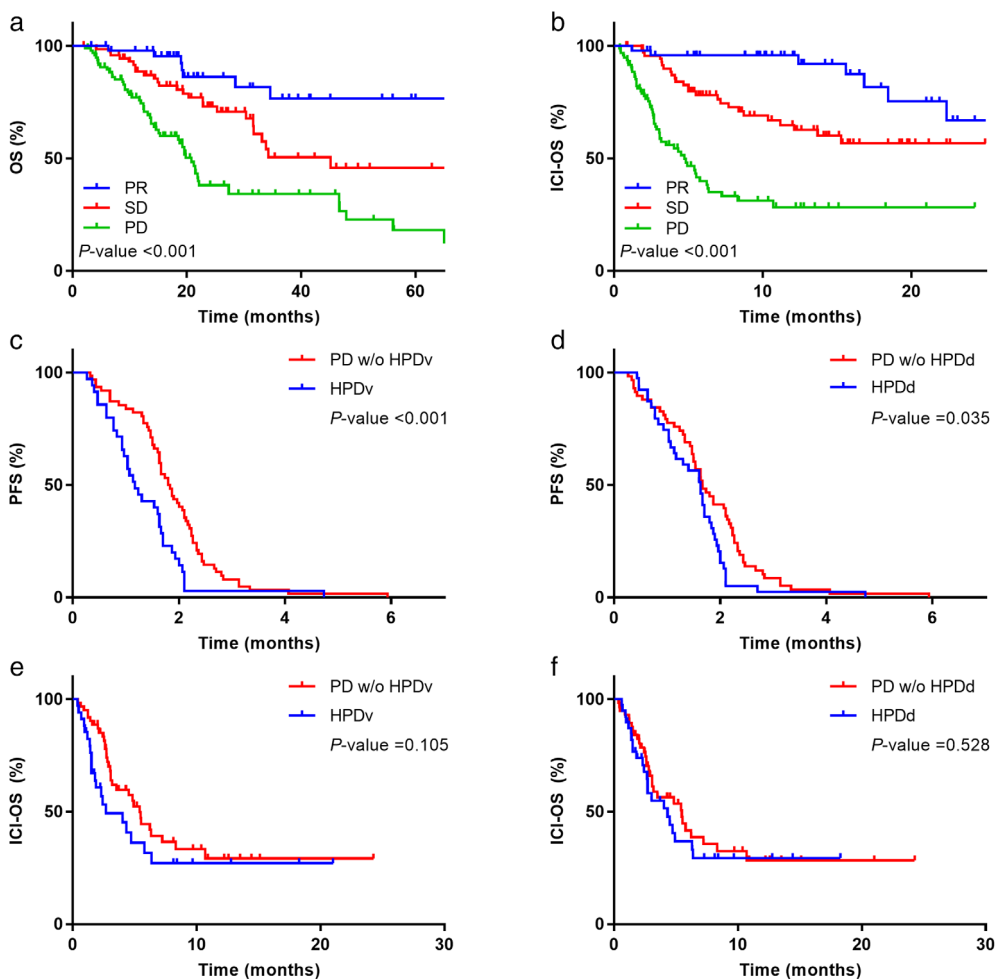 a
OS (%)
100
50
0
PR
SD
PD
P-value <0.001
0 20 40 60
Time (months)
b
ICI-OS (%)
100
50
0
PR
SD
PD
P-value <0.001
0 10 20
Time (months)
c
PFS (%)
100
50
0
PD w/o HPDv
HPDv
P-value <0.001
0 2 4 6
Time (months)
d
PFS (%)
100
50
0
PD w/o HPDd
HPDd
P-value =0.035
0 2 4 6
Time (months)
e
ICI-OS (%)
100
50
0
PD w/o HPDv
HPDv
P-value =0.105
0 10 20 30
Time (months)
f
ICI-OS (%)
100
50
0
PD w/o HPDd
HPDd
P-value =0.528
0 10 20 30
Time (months)